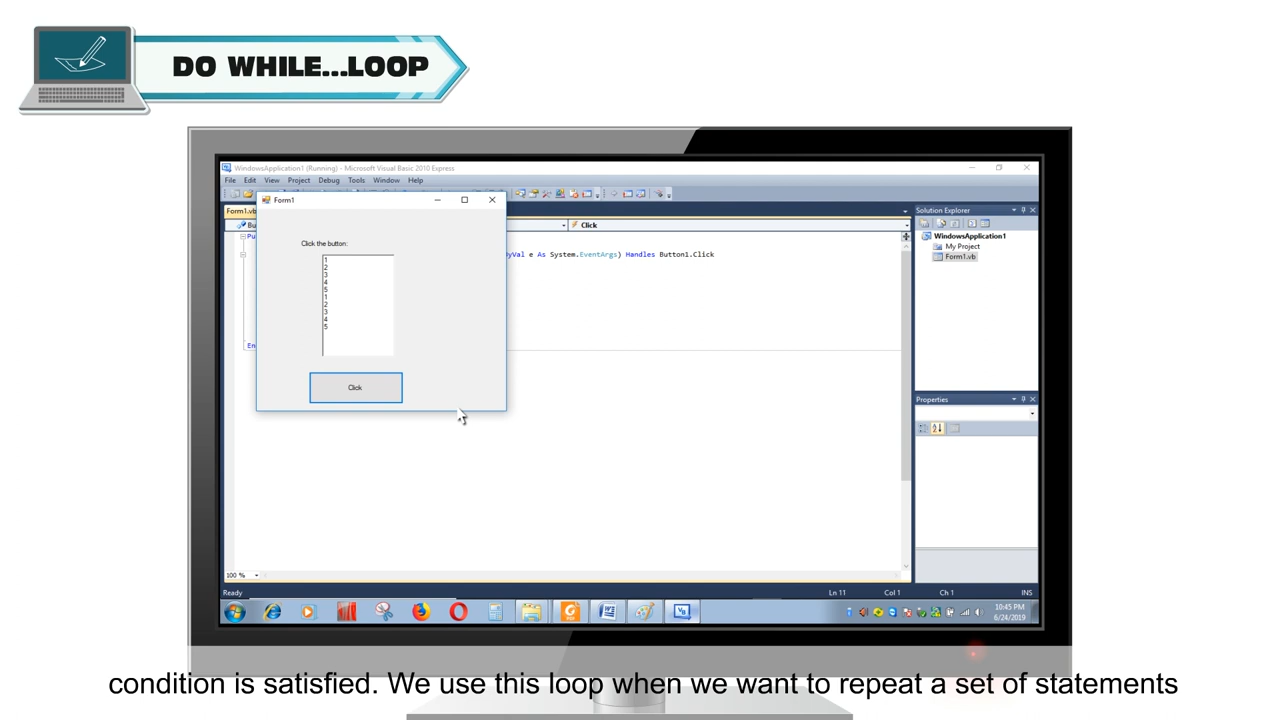 DO WHILE...LOOP
WindowsApplication1 (Running) - Microsoft Visual Basic 2010 Express
File Edit View Project Debug Tools Window Help
Form1
Form1.vb
Solution Explorer
Click
WindowsApplication1
My Project
Form1.vb
Click the button:
e As System.EventArgs) Handles Button1.Click
1
2
3
4
5
1
2
3
4
5
Click
Properties
100 %
Ready
Ln 11
Col 1
Ch 1
INS
10:45 PM
6/24/2019
condition is satisfied. We use this loop when we want to repeat a set of statements